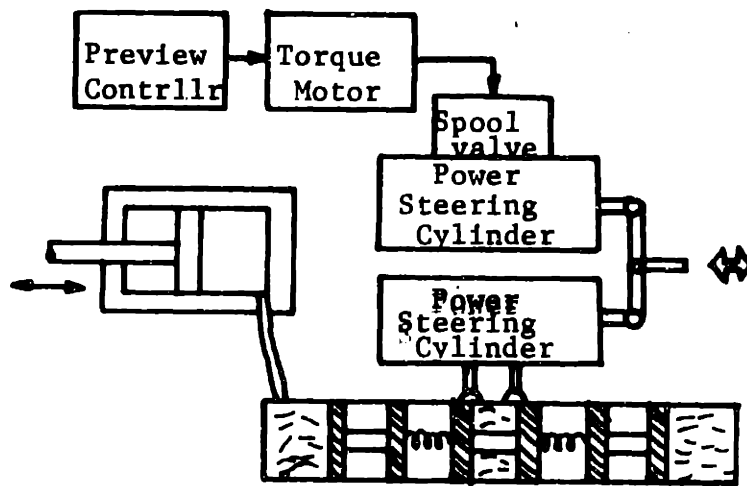 Preview
Contrllr
Torque
Motor
Spool
valve
Power
Steering
Cylinder
Power
Steering
Cylinder